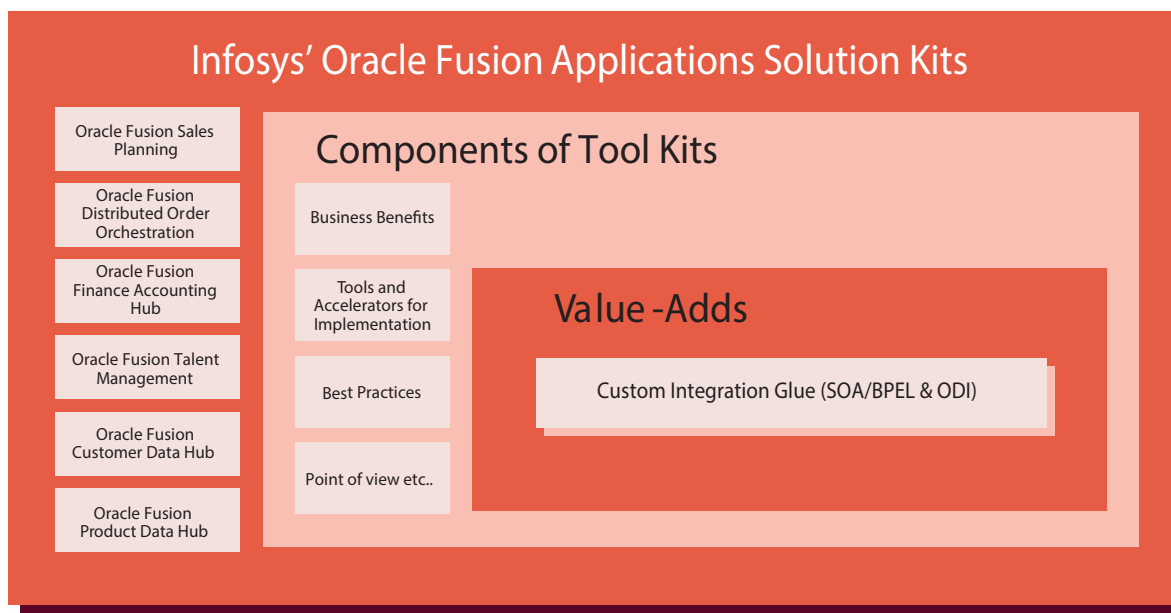 Infosys’ Oracle Fusion Applications Solution Kits
Oracle Fusion Sales
Planning
Oracle Fusion
Distributed Order
Orchestration
Oracle Fusion
Finance Accounting
Hub
Oracle Fusion Talent
Management
Oracle Fusion
Customer Data Hub
Oracle Fusion
Product Data Hub
Components of Tool Kits
Business Benefits
Tools and
Accelerators for
Implementation
Best Practices
Point of view etc..
Value -Adds
Custom Integration Glue (SOA/BPEL & ODI)